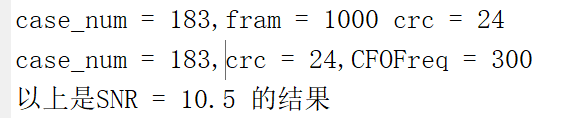 case_num = 183,fram = 1000 crc = 24
case_num = 183,crc = 24,CFOFreq = 300
以上是SNR = 10.5 的结果